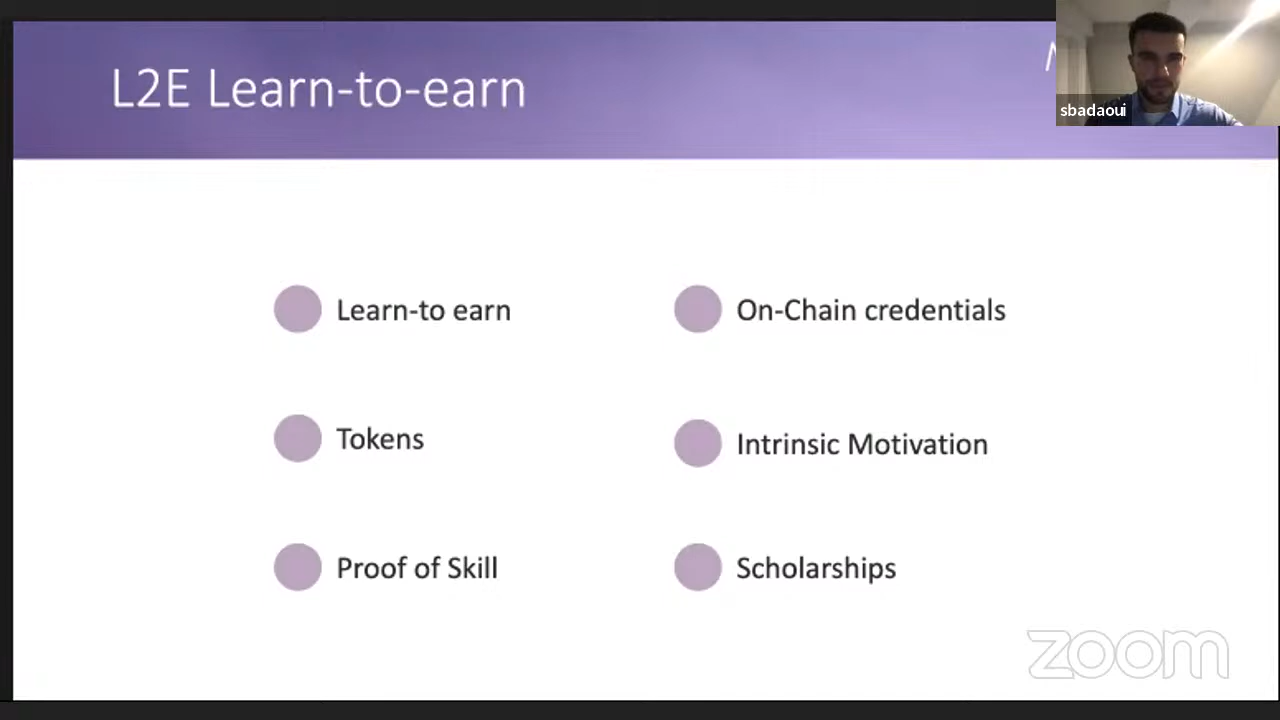 L2E Learn-to-earn
sbadaoui
Learn-to earn
On-Chain credentials
Tokens
Intrinsic Motivation
Proof of Skill
Scholarships
zoom